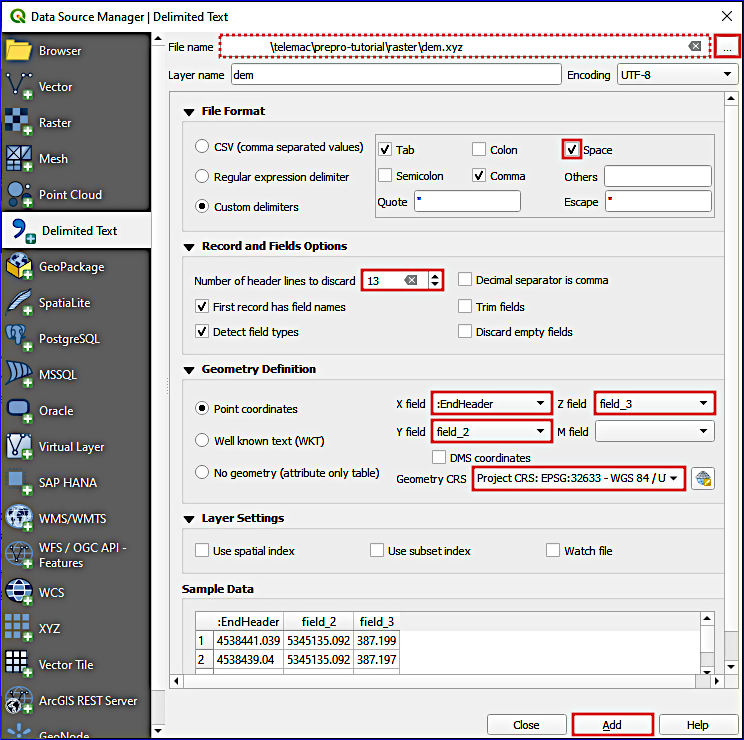 Data Source Manager | Delimited Text
Browser
Vector
Raster
Mesh
Point Cloud
Delimited Text
GeoPackage
SpatiaLite
PostgreSQL
MSSQL
Oracle
Virtual Layer
SAP HANA
WMS/WMTS
WFS / OGC API -
Features
WCS
XYZ
Vector Tile
ArcGIS REST Server
GeoNode
File name \telemac\prepro-tutorial\raster\dem.xyz ...
Layer name dem Encoding UTF-8
File Format
CSV (comma separated values) Tab Colon Space
Regular expression delimiter Semicolon Comma Others
Custom delimiters Quote " Escape "
Record and Fields Options
Number of header lines to discard 13 Decimal separator is comma
First record has field names Trim fields
Detect field types Discard empty fields
Geometry Definition
Point coordinates X field :EndHeader Z field field_3
Y field field_2 M field
Well known text (WKT)
DMS coordinates
No geometry (attribute only table) Geometry CRS Project CRS: EPSG:32633 - WGS 84 / U
Layer Settings
Use spatial index Use subset index Watch file
Sample Data
:EndHeader field_2 field_3
1 4538441.039 5345135.092 387.199
2 4538439.04 5345135.092 387.197
Close Add Help